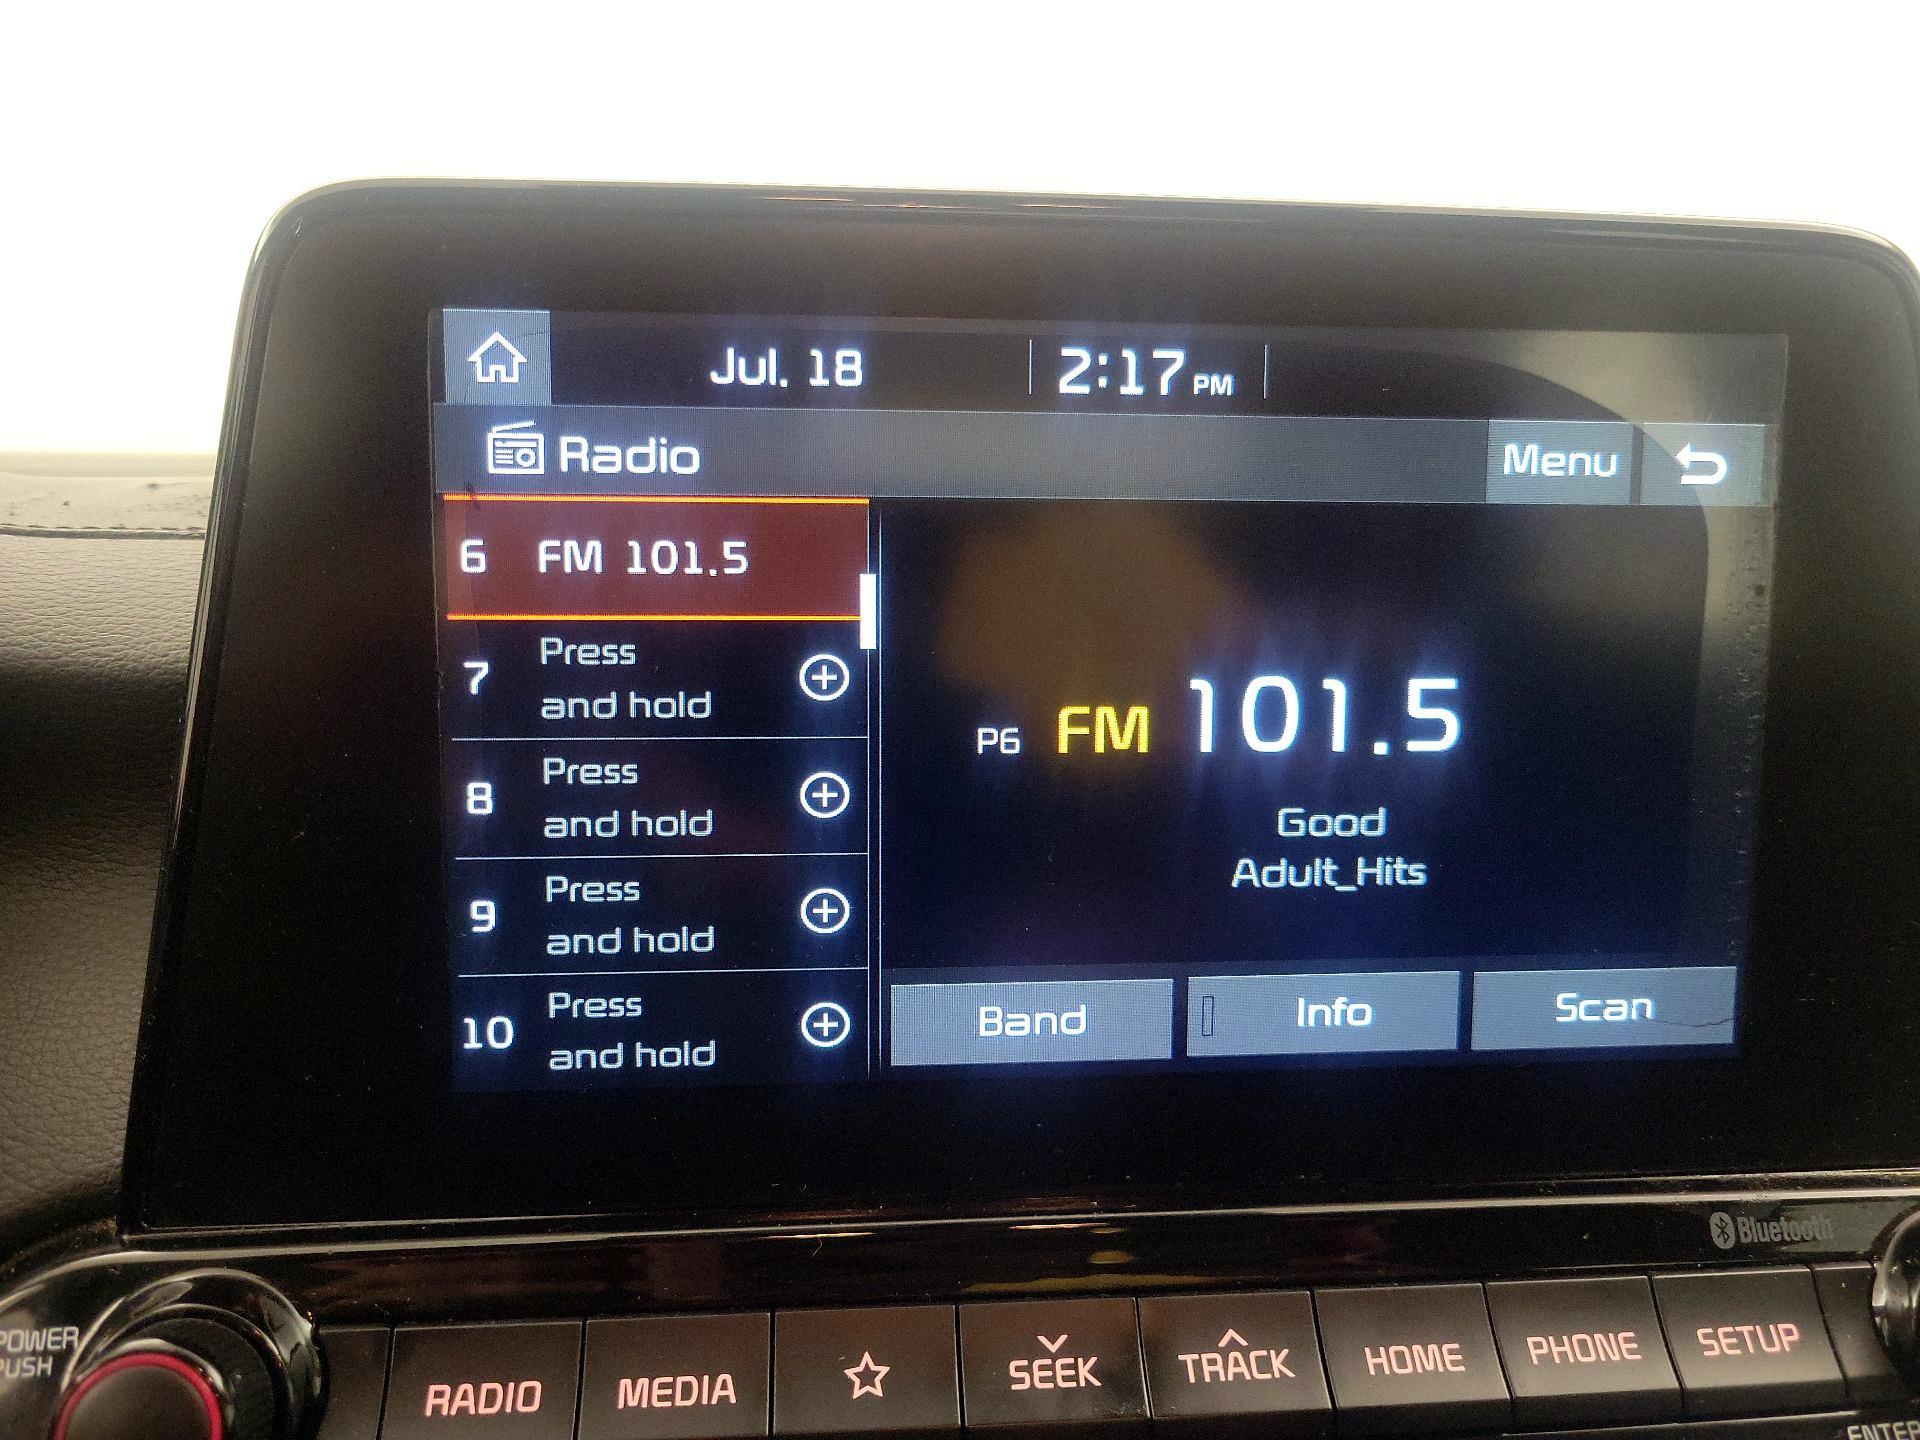 Jul. 18 2:17 PM
Radio Menu
6 FM 101.5
7 Press
and hold
8 Press
and hold
9 Press
and hold
10 Press
and hold
P6 FM 101.5
Good
Adult_Hits
Band Info Scan
Bluetooth
POWER
PUSH
RADIO MEDIA SEEK TRACK HOME PHONE SETUP
ENTER